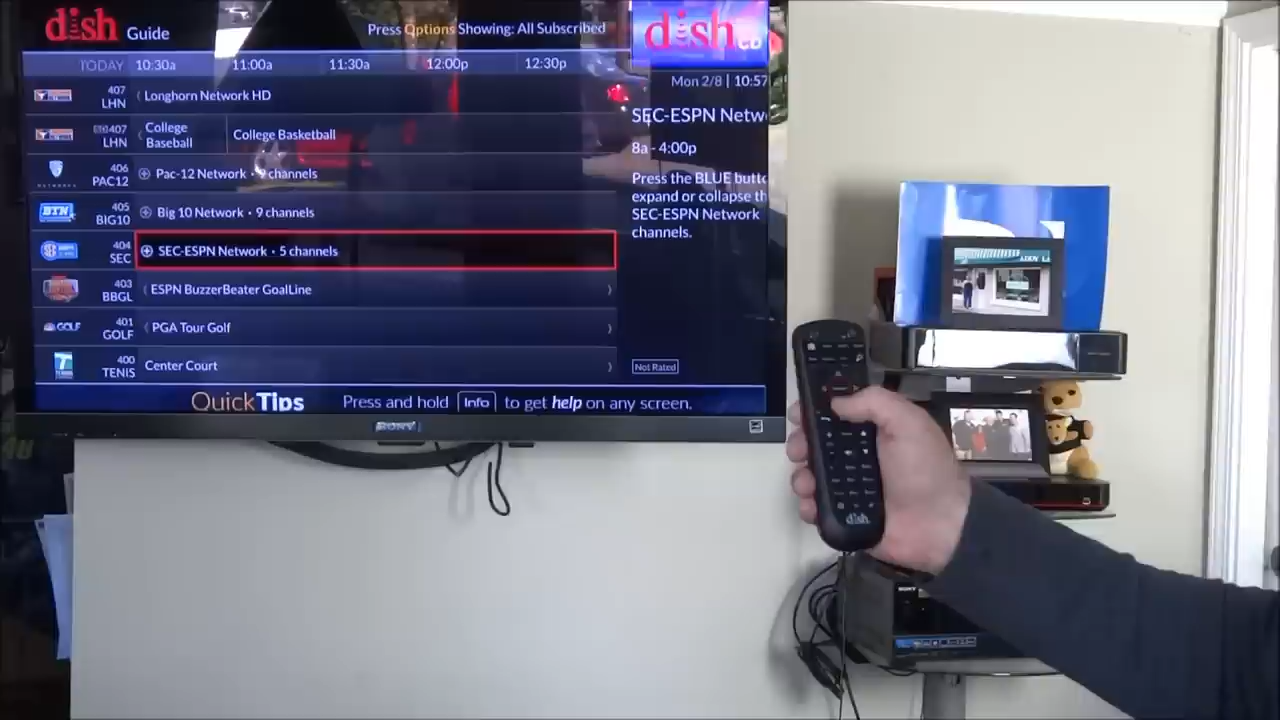 dish Guide Press Options Showing: All Subscribed
dish
TODAY 10:30a 11:00a 11:30a 12:00p 12:30p
Mon 2/8 | 10:57
407 LHN Longhorn Network HD
SEC-ESPN Netw
407 LHN College Baseball College Basketball
8a - 4:00p
406 PAC12 Pac-12 Network • 9 channels
Press the BLUE butto
expand or collapse th
SEC-ESPN Network
channels.
BTN 405 BIG10 Big 10 Network • 9 channels
404 SEC SEC-ESPN Network • 5 channels
403 BBGL ESPN BuzzerBeater GoalLine
GOLF 401 GOLF PGA Tour Golf
400 TENIS Center Court
Not Rated
QuickTips Press and hold Info to get help on any screen.
SONY
dish
SONY